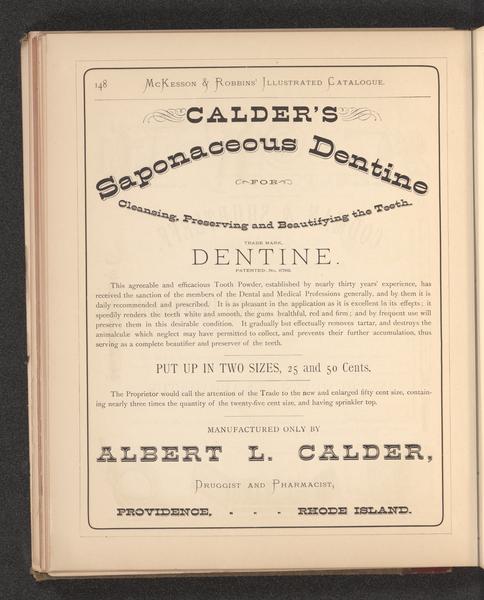 148 McKesson & Robbins' Illustrated Catalogue.
CALDER'S
Saponaceous Dentine
FOR
Cleansing, Preserving and Beautifying the Teeth.
TRADE MARK.
DENTINE.
PATENTED, No.
This agreeable and efficacious Tooth Powder, established by nearly thirty years' experience, has
received the sanction of the members of the Dental and Medical Professions generally, and by them it is
daily recommended and prescribed. It is as pleasant in the application as it is excellent in its effects; it
speedily renders the teeth white and smooth, the gums healthful, red and firm; and by frequent use will
preserve them in this desirable condition. It gradually but effectually removes tartar, and destroys the
animalculæ which neglect may have permitted to collect, and prevents their further accumulation, thus
serving as a complete beautifier and preserver of the teeth.
PUT UP IN TWO SIZES, 25 and 50 Cents.
The Proprietor would call the attention of the Trade to the new and enlarged fifty cent size, contain-
ing nearly three times the quantity of the twenty-five cent size, and having sprinkler top.
MANUFACTURED ONLY BY
ALBERT L. CALDER,
Druggist and Pharmacist,
PROVIDENCE, - - - RHODE ISLAND.